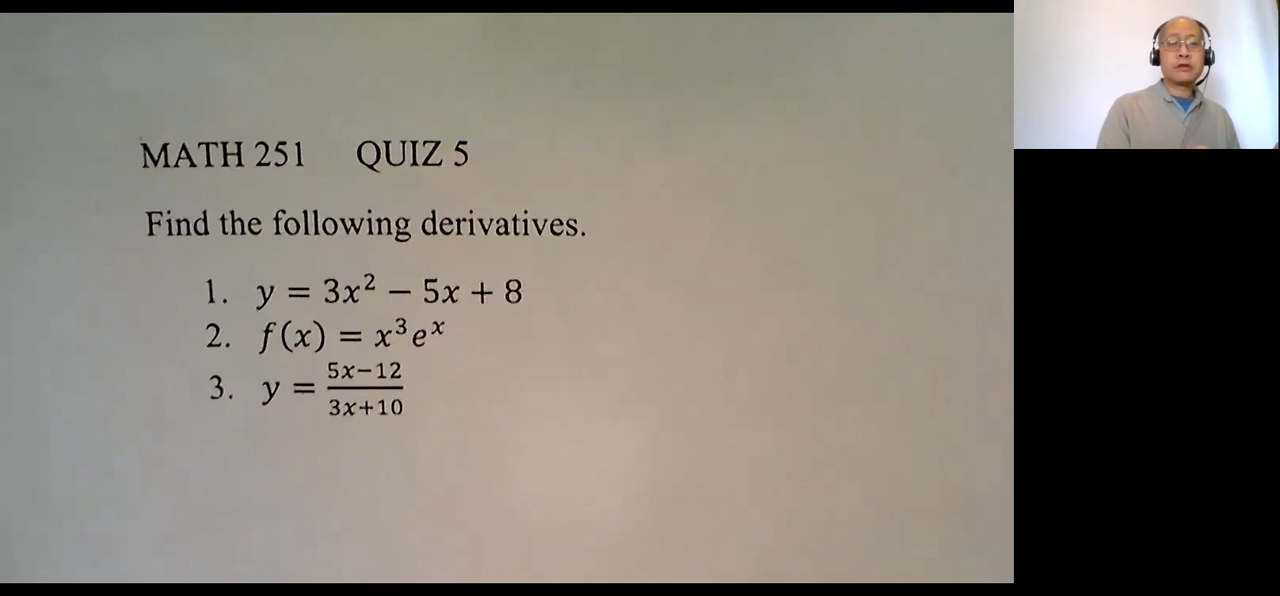 MATH 251 QUIZ 5
Find the following derivatives.
1. y = 3x² − 5x + 8
2. f(x) = x³eˣ
3. y = \frac{5x−12}{3x+10}